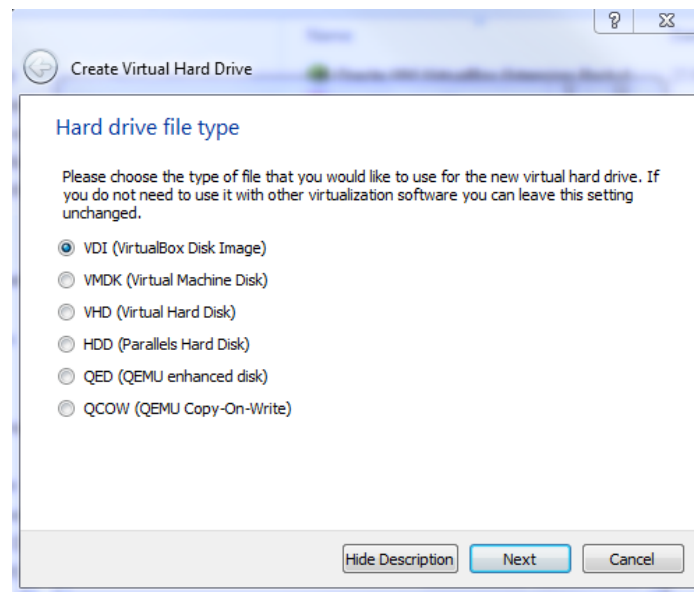 Create Virtual Hard Drive
Hard drive file type
Please choose the type of file that you would like to use for the new virtual hard drive. If
you do not need to use it with other virtualization software you can leave this setting
unchanged.
VDI (VirtualBox Disk Image)
VMDK (Virtual Machine Disk)
VHD (Virtual Hard Disk)
HDD (Parallels Hard Disk)
QED (QEMU enhanced disk)
QCOW (QEMU Copy-On-Write)
Hide Description Next Cancel